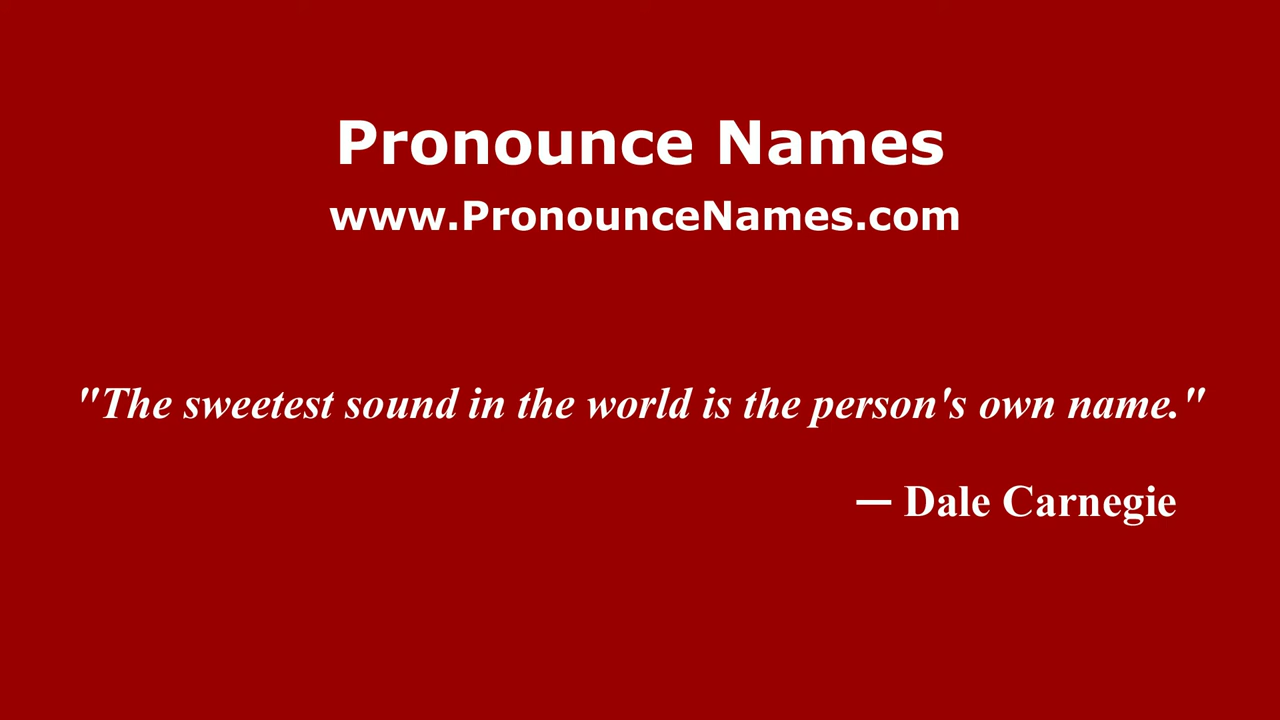 Pronounce Names
www.PronounceNames.com
"The sweetest sound in the world is the person's own name."
— Dale Carnegie